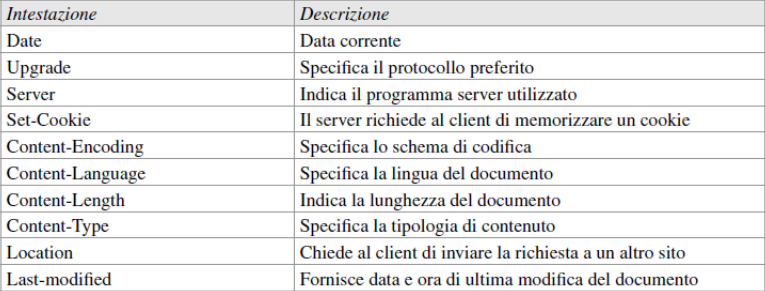 Intestazione Descrizione
Date Data corrente
Upgrade Specifica il protocollo preferito
Server Indica il programma server utilizzato
Set-Cookie Il server richiede al client di memorizzare un cookie
Content-Encoding Specifica lo schema di codifica
Content-Language Specifica la lingua del documento
Content-Length Indica la lunghezza del documento
Content-Type Specifica la tipologia di contenuto
Location Chiede al client di inviare la richiesta a un altro sito
Last-modified Fornisce data e ora di ultima modifica del documento